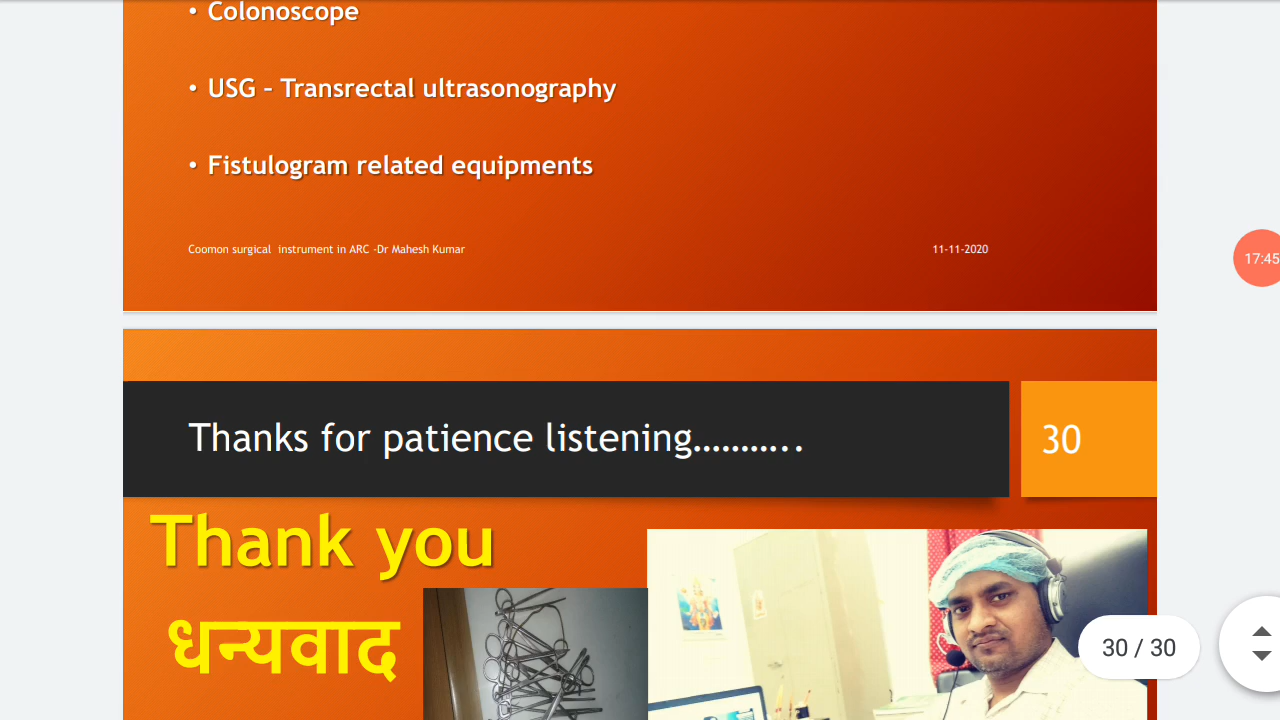 • Colonoscope
• USG – Transrectal ultrasonography
• Fistulogram related equipments
Coomon surgical instrument in ARC -Dr Mahesh Kumar
11-11-2020
17:45
Thanks for patience listening………..
30
Thank you
धन्यवाद
30 / 30